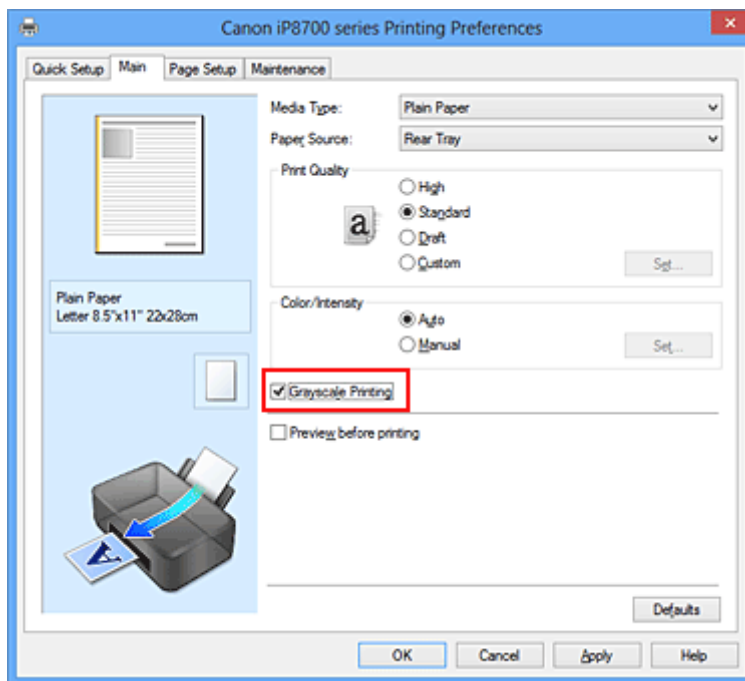 Canon iP8700 series Printing Preferences
Quick Setup Main Page Setup Maintenance
Media Type: Plain Paper
Paper Source: Rear Tray
Print Quality
High
a Standard
Draft
Custom Set...
Plain Paper
Letter 8.5"x11" 22x28cm
Color/Intensity
Auto
Manual Set...
Grayscale Printing
Preview before printing
A
Defaults
OK Cancel Apply Help